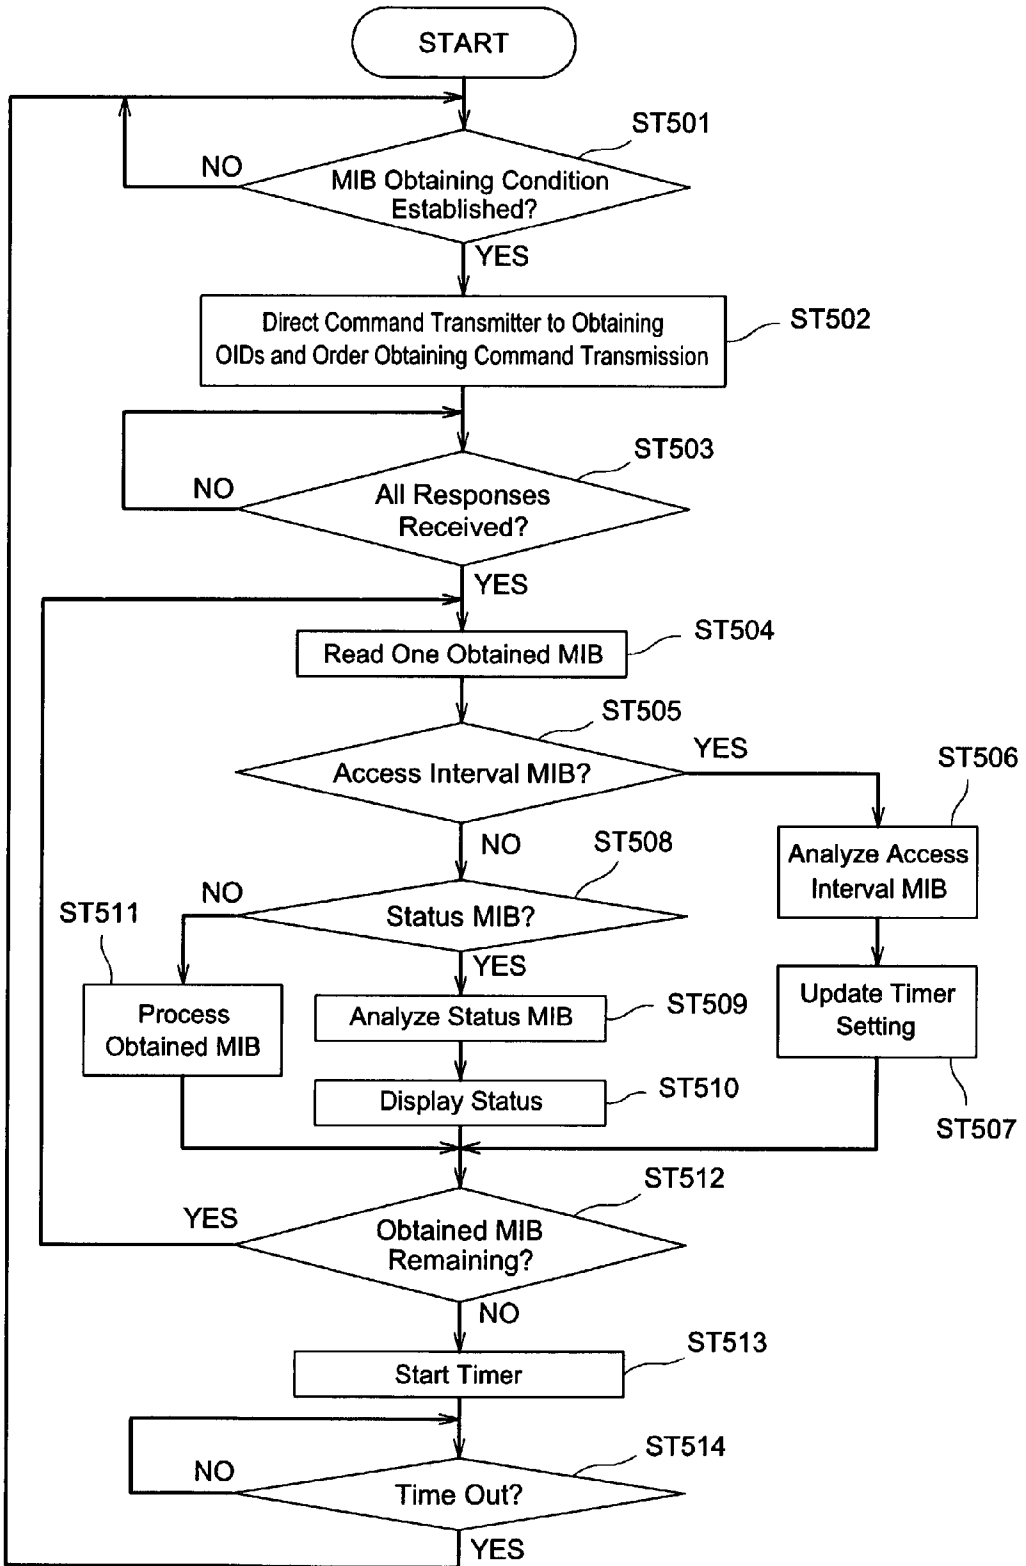 START
ST501
NO
MIB Obtaining Condition
Established?
YES
ST502
Direct Command Transmitter to Obtaining
OIDs and Order Obtaining Command Transmission
ST503
NO
All Responses
Received?
YES
ST504
Read One Obtained MIB
ST505
YES
Access Interval MIB?
ST506
NO
ST508
Analyze Access
Interval MIB
NO
ST511
Status MIB?
YES
Process
Obtained MIB
ST509
Analyze Status MIB
Update Timer
Setting
ST510
Display Status
ST507
ST512
YES
Obtained MIB
Remaining?
NO
ST513
Start Timer
ST514
NO
Time Out?
YES